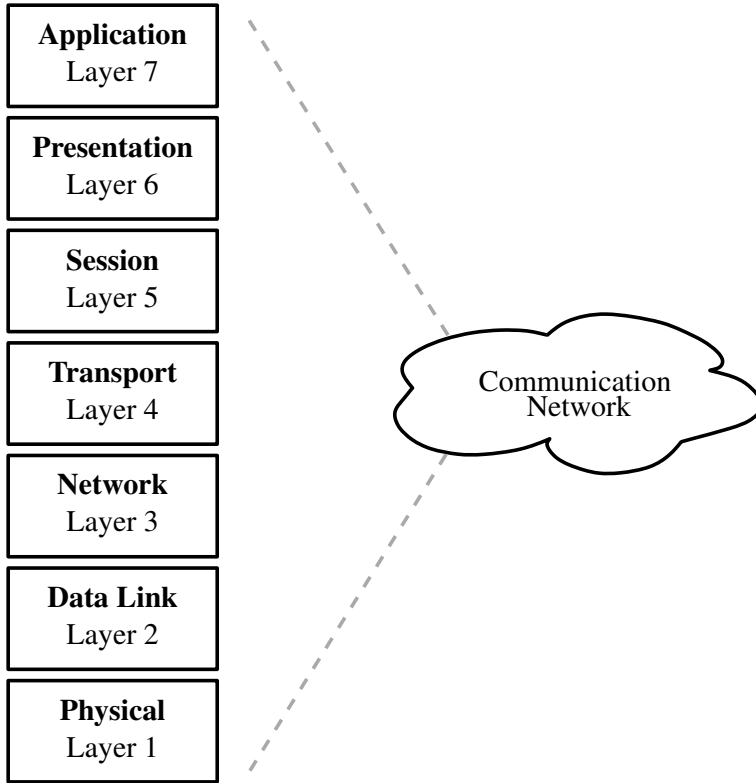 Application
Layer 7
Presentation
Layer 6
Session
Layer 5
Transport
Layer 4
Communication
Network
Network
Layer 3
Data Link
Layer 2
Physical
Layer 1